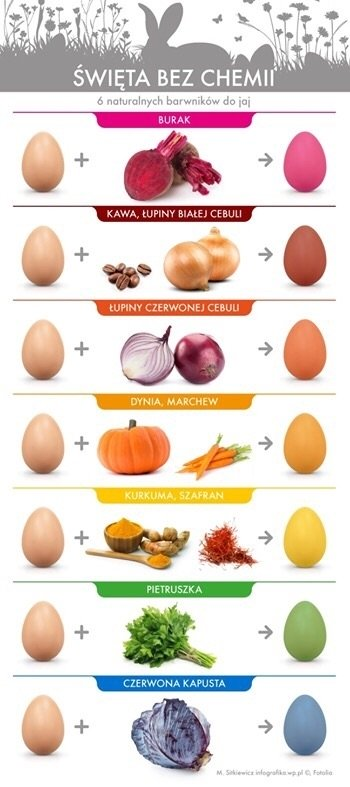 ŚWIĘTA BEZ CHEMII
6 naturalnych barwników do jaj
BURAK
KAWA, ŁUPINY BIAŁEJ CEBULI
ŁUPINY CZERWONEJ CEBULI
DYNIA, MARCHEW
KURKUMA, SZAFRAN
PIETRUSZKA
CZERWONA KAPUSTA
M. Sitkiewicz infografika.wp.pl ©, Fotolia